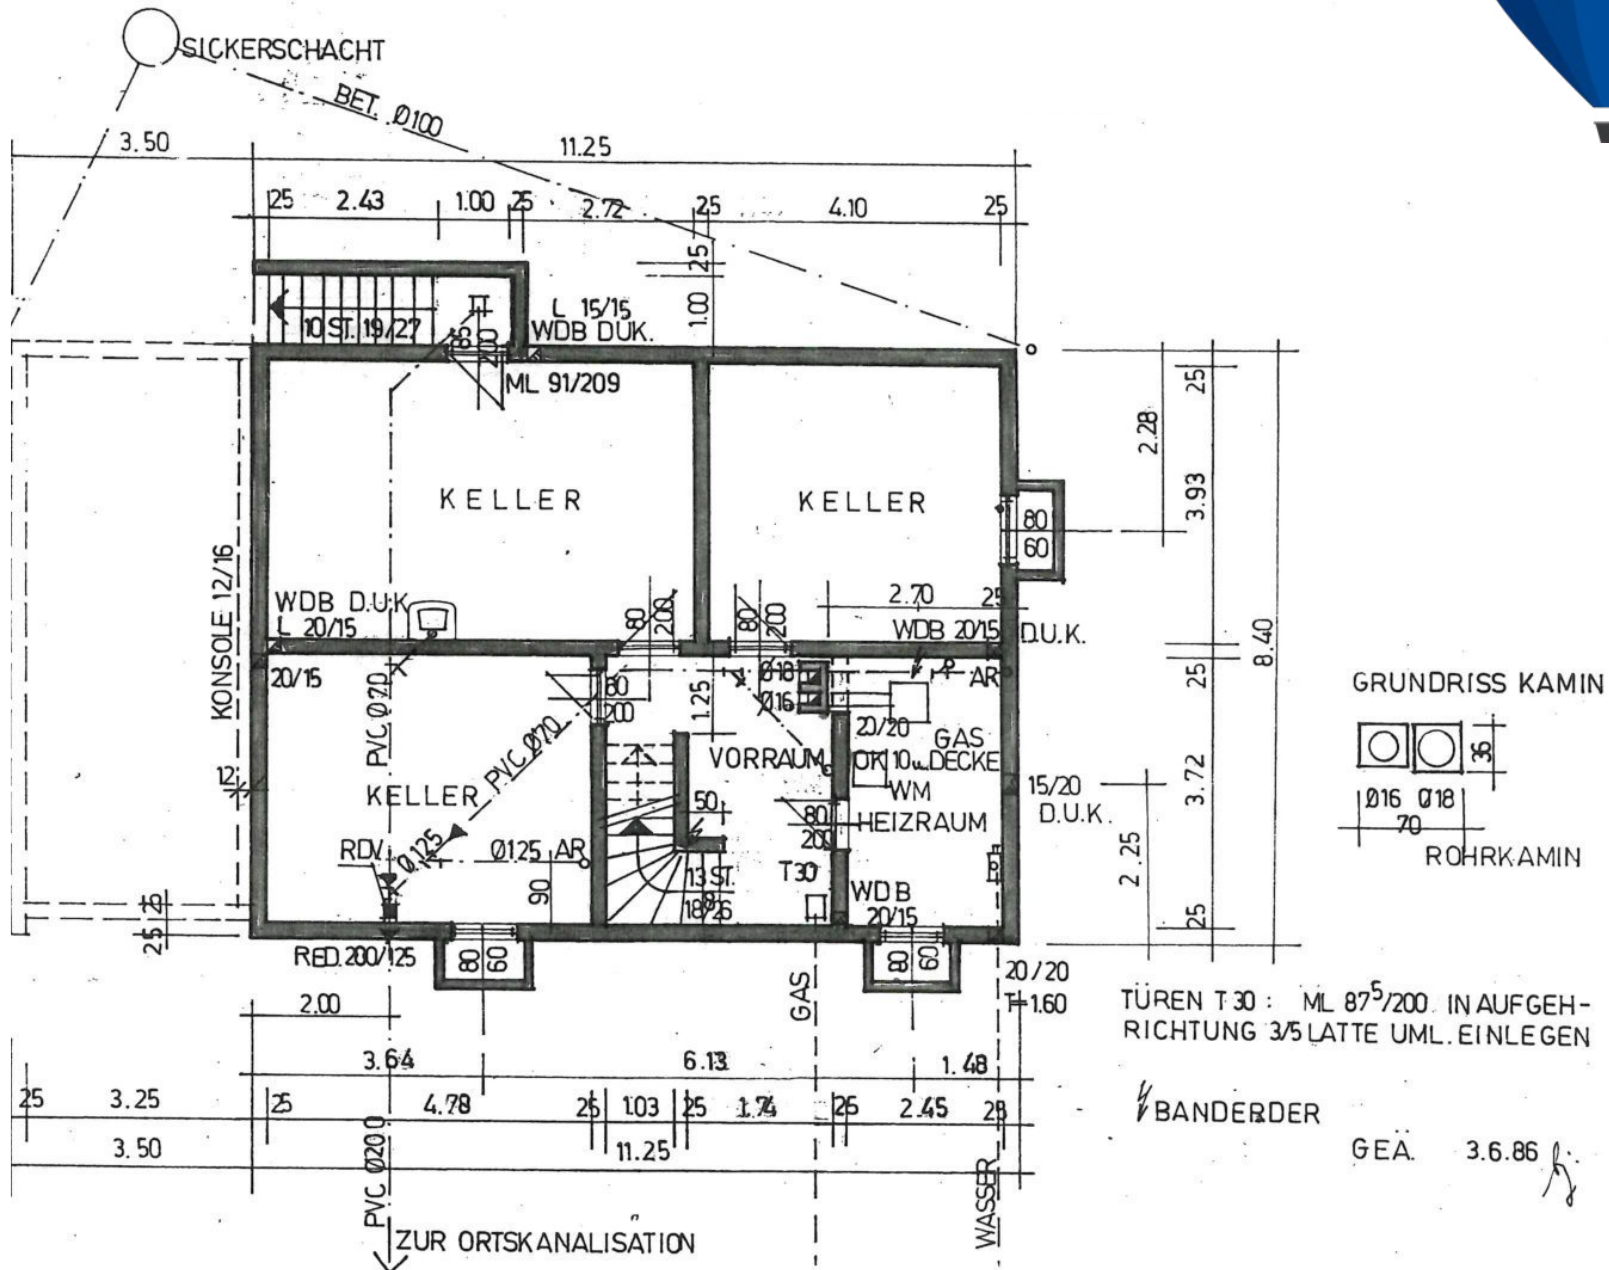 SICKERSCHACHT
BET. Ø100
3.50
11.25
25 2.43 1.00 25 2.72 25 4.10 25
25
1.00
10 ST. 19/27
L 15/15
WDB DUK.
85
200
ML 91/209
KELLER
KELLER
25
2.28
3.93
80
60
8.40
KONSOLE 12/16
WDB D.U.K.
L 20/15
80
200
80
200
2.70 25
WDB 20/15 D.U.K.
20/15
PVC Ø70
80
200
1.25
Ø18
Ø16
AR
25
GRUNDRISS KAMIN
36
Ø16 Ø18
70
ROHRKAMIN
PVC Ø70
VORRAUM
20/20
GAS
OK 10 u. DECKE
WM
HEIZRAUM
12
KELLER
50
80
200
15/20
D.U.K.
3.72
2.25
RDV.
Ø125
Ø125 AR
90
13 ST.
18/26
T30
WDB
20/15
25
25
25
RED. 200/125
80
60
80
60
GAS
20/20
T=1.60
TÜREN T30 : ML 87⁵/200 IN AUFGEH-
RICHTUNG 3/5 LATTE UML. EINLEGEN
2.00
3.64 6.13 1.48
25 3.25 25 4.78 25 1.03 25 1.74 25 2.45 25
3.50 11.25
BANDERDER
GEÄ. 3.6.86
PVC Ø200
WASSER
ZUR ORTSKANALISATION